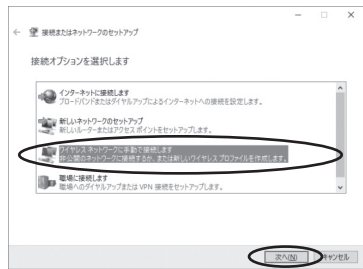 接続またはネットワークのセットアップ
接続オプションを選択します
インターネットに接続します
ブロードバンドまたはダイヤルアップによるインターネットへの接続を設定します。
新しいネットワークのセットアップ
新しいルーターまたはアクセス ポイントをセットアップします。
ワイヤレス ネットワークに手動で接続します
非公開のネットワークに接続するか、または新しいワイヤレス プロファイルを作成します。
職場に接続します
職場へのダイヤルアップまたは VPN 接続をセットアップします。
次へ(N)
キャンセル